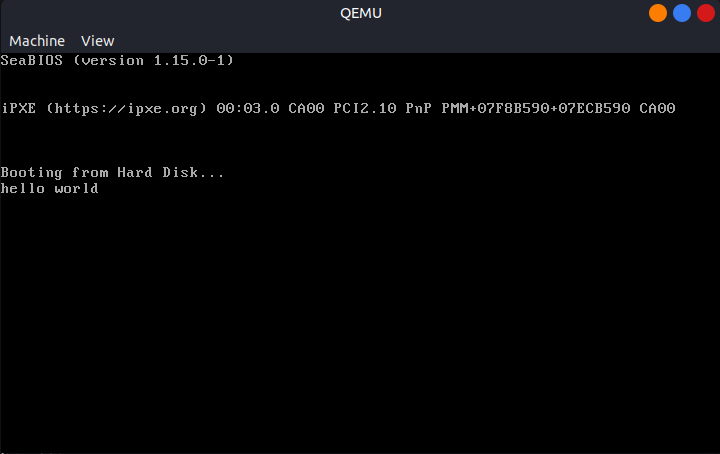 QEMU
Machine View
SeaBIOS (version 1.15.0-1)
iPXE (https://ipxe.org) 00:03.0 CA00 PCI2.10 PnP PMM+07F8B590+07ECB590 CA00
Booting from Hard Disk...
hello world